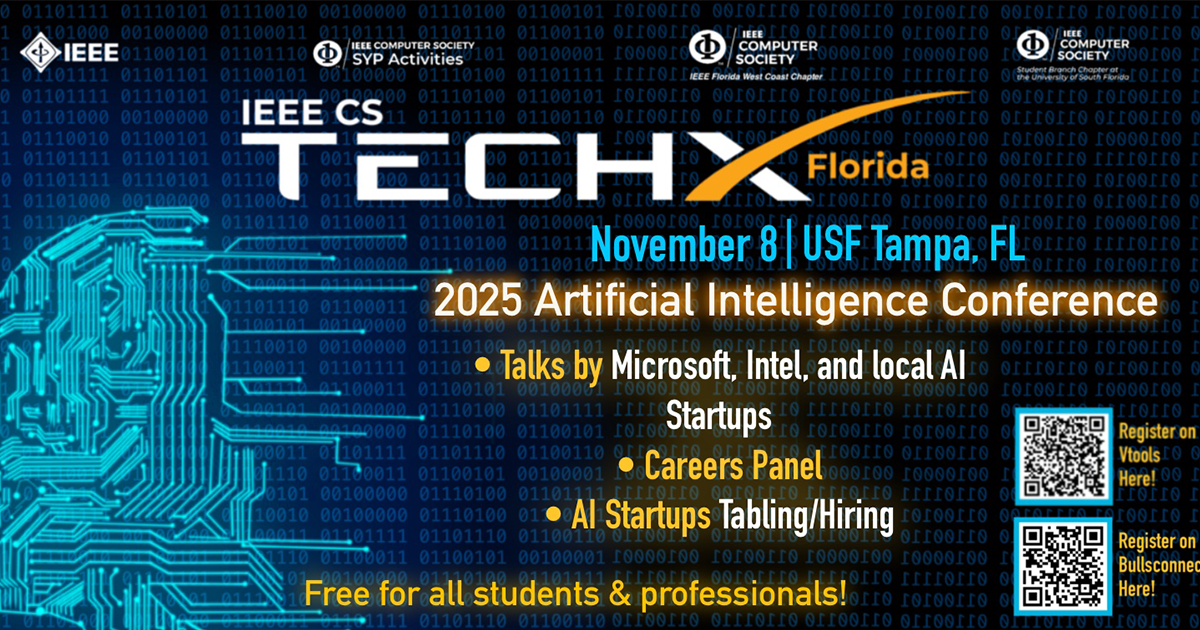 IEEE
IEEE COMPUTER SOCIETY
SYP Activities
IEEE
COMPUTER
SOCIETY
IEEE Florida West Coast Chapter
IEEE
COMPUTER
SOCIETY
Student Branch Chapter at
the University of South Florida
IEEE CS
TECHX
Florida
November 8 | USF Tampa, FL
2025 Artificial Intelligence Conference
• Talks by Microsoft, Intel, and local AI
Startups
• Careers Panel
• AI Startups Tabling/Hiring
Register on
Vtools
Here!
Register on
Bullsconnec
Here!
Free for all students & professionals!